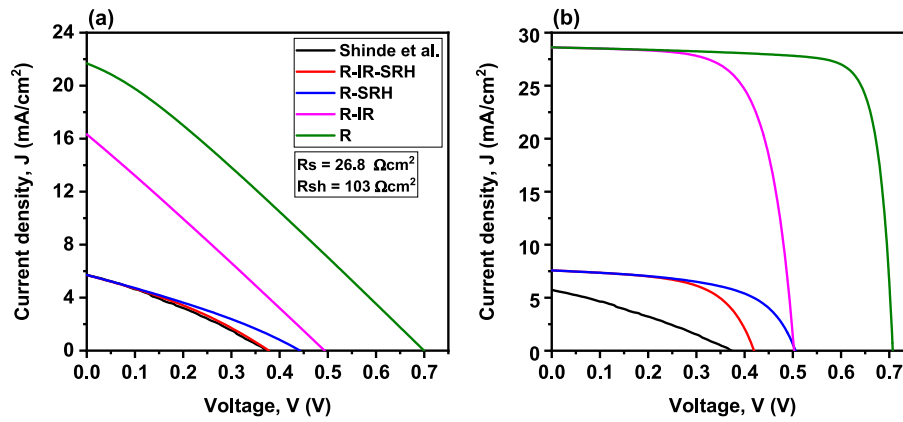 (a)
24
20
16
12
8
4
0
Current density, J (mA/cm²)
0.0 0.1 0.2 0.3 0.4 0.5 0.6 0.7
Voltage, V (V)
Shinde et al.
R-IR-SRH
R-SRH
R-IR
R
Rs = 26.8 Ωcm²
Rsh = 103 Ωcm²
(b)
30
25
20
15
10
5
0
Current density, J (mA/cm²)
0.0 0.1 0.2 0.3 0.4 0.5 0.6 0.7
Voltage, V (V)